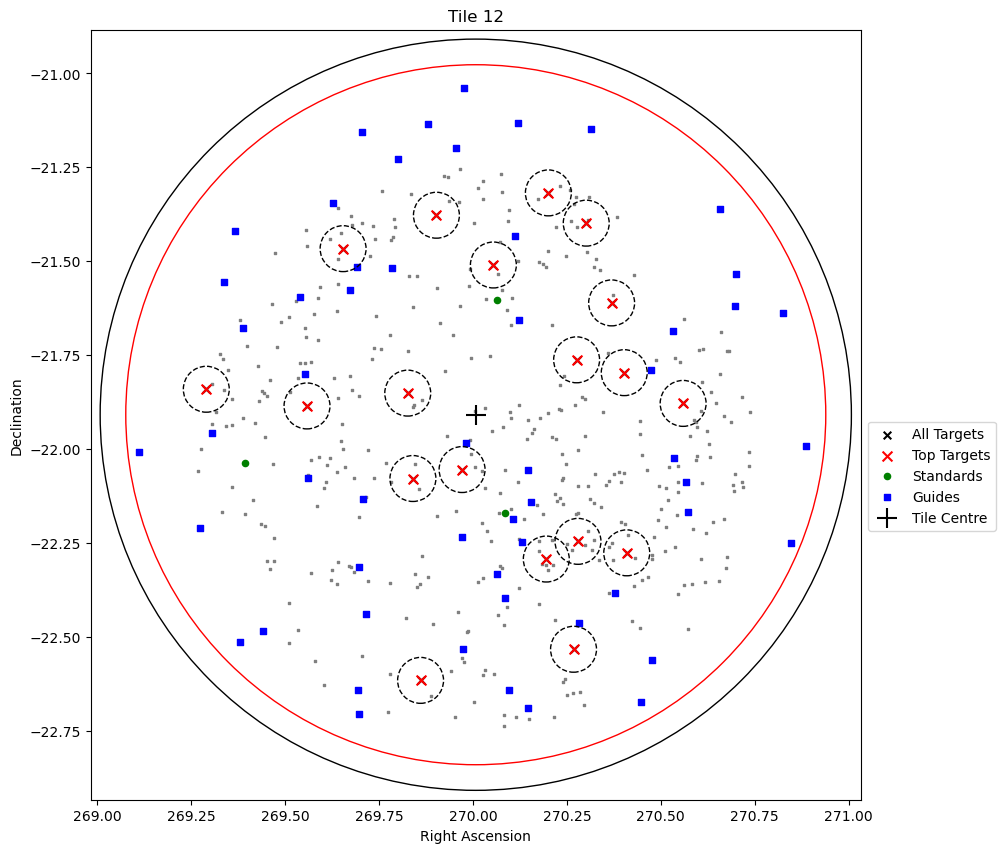 Tile 12
−21.00
−21.25
−21.50
−21.75
−22.00
−22.25
−22.50
−22.75
Declination
269.00 269.25 269.50 269.75 270.00 270.25 270.50 270.75 271.00
Right Ascension
All Targets
Top Targets
Standards
Guides
Tile Centre